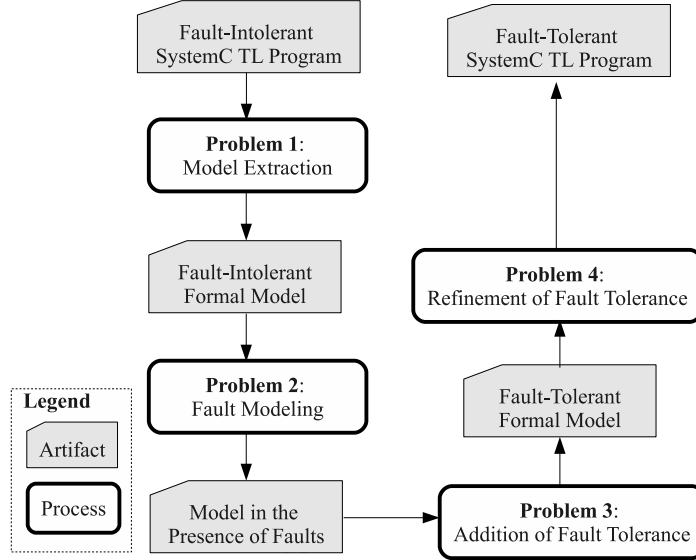 Fault-Intolerant
SystemC TL Program
Problem 1:
Model Extraction
Fault-Intolerant
Formal Model
Problem 2:
Fault Modeling
Model in the
Presence of Faults
Problem 3:
Addition of Fault Tolerance
Fault-Tolerant
Formal Model
Problem 4:
Refinement of Fault Tolerance
Fault-Tolerant
SystemC TL Program
Legend
Artifact
Process